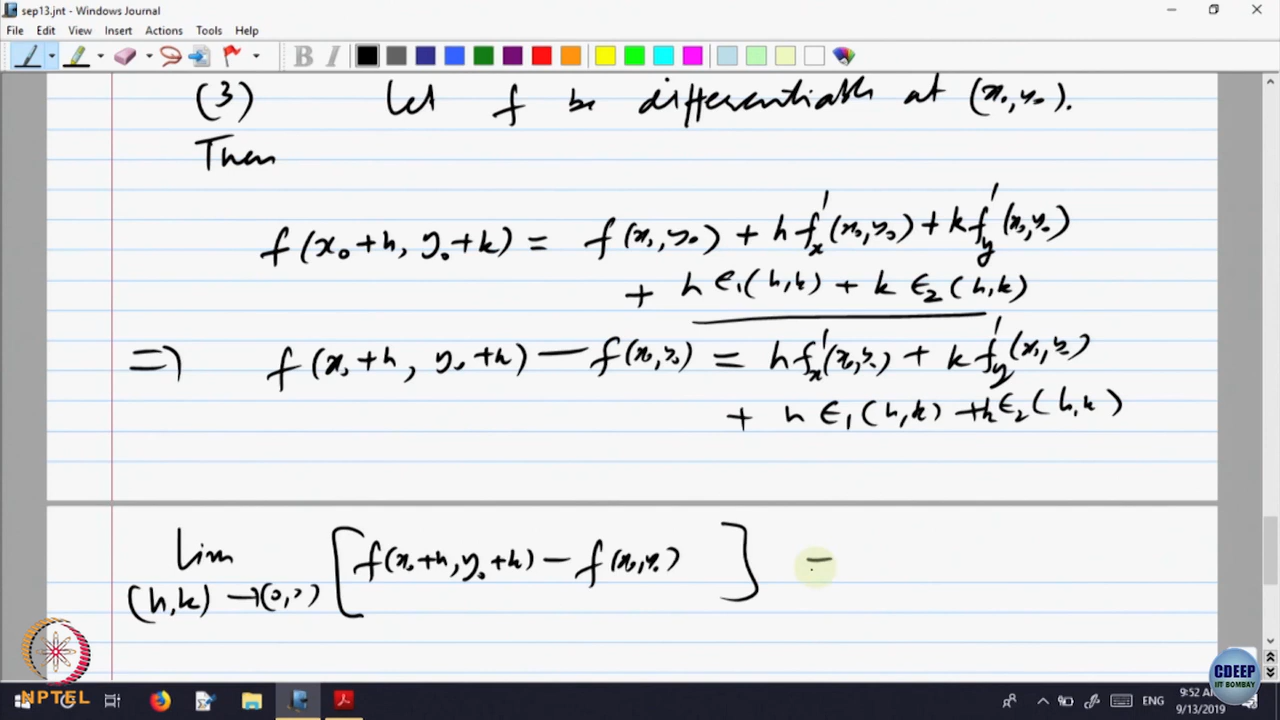 sep13.jnt - Windows Journal
File Edit View Insert Actions Tools Help
B I
(3) Let f be differentiable at (x₀,y₀).
Then
f(x₀+h, y₀+k) = f(x₀,y₀) + h f'ₓ(x₀,y₀) + k f'ᵧ(x₀,y₀)
+ h ϵ₁(h,k) + k ϵ₂(h,k)
=> f(x₀+h, y₀+k) — f(x₀,y₀) = h f'ₓ(x₀,y₀) + k f'ᵧ(x₀,y₀)
+ h ϵ₁(h,k) + k ϵ₂(h,k)
lim [f(x₀+h, y₀+k) — f(x₀,y₀)] =
(h,k) →(0,0)
NPTEL
CDEEP
IIT BOMBAY
ENG
9:52 AM
9/13/2019